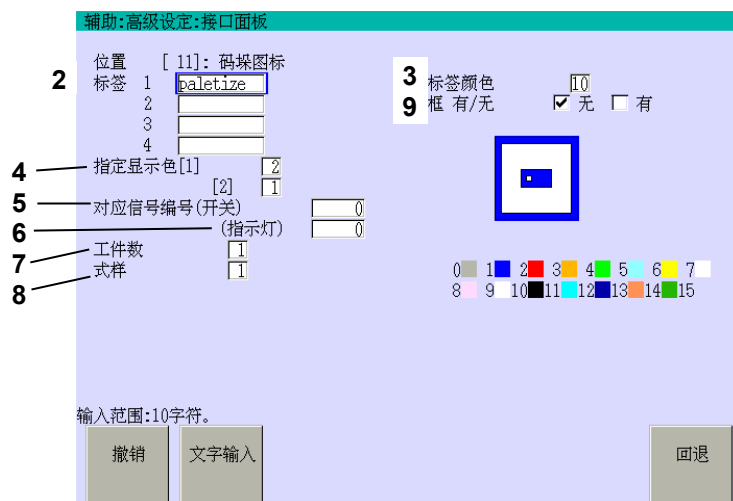 辅助:高级设定:接口面板
位置 [ 11]: 码垛图标
2 标签 1 paletize
2
3
4
3 标签颜色 10
9 框 有/无 无 有
4 指定显示色[1] 2
[2] 1
5 对应信号编号(开关) 0
6 (指示灯) 0
7 工件数 1
8 式样 1
0 1 2 3 4 5 6 7
8 9 10 11 12 13 14 15
输入范围:10字符。
撤销 文字输入 回退